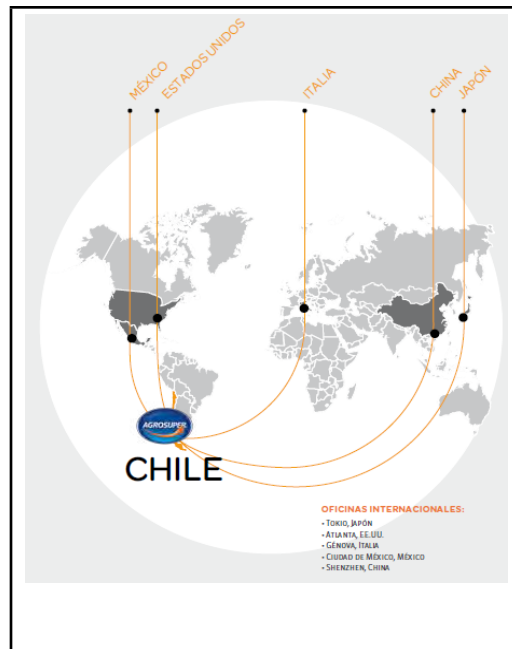 MÉXICO
ESTADOS UNIDOS
ITALIA
CHINA
JAPÓN
AGROSUPER
CHILE
OFICINAS INTERNACIONALES:
• TOKIO, JAPÓN
• ATLANTA, EE.UU.
• GÉNOVA, ITALIA
• CIUDAD DE MÉXICO, MÉXICO
• SHENZHEN, CHINA